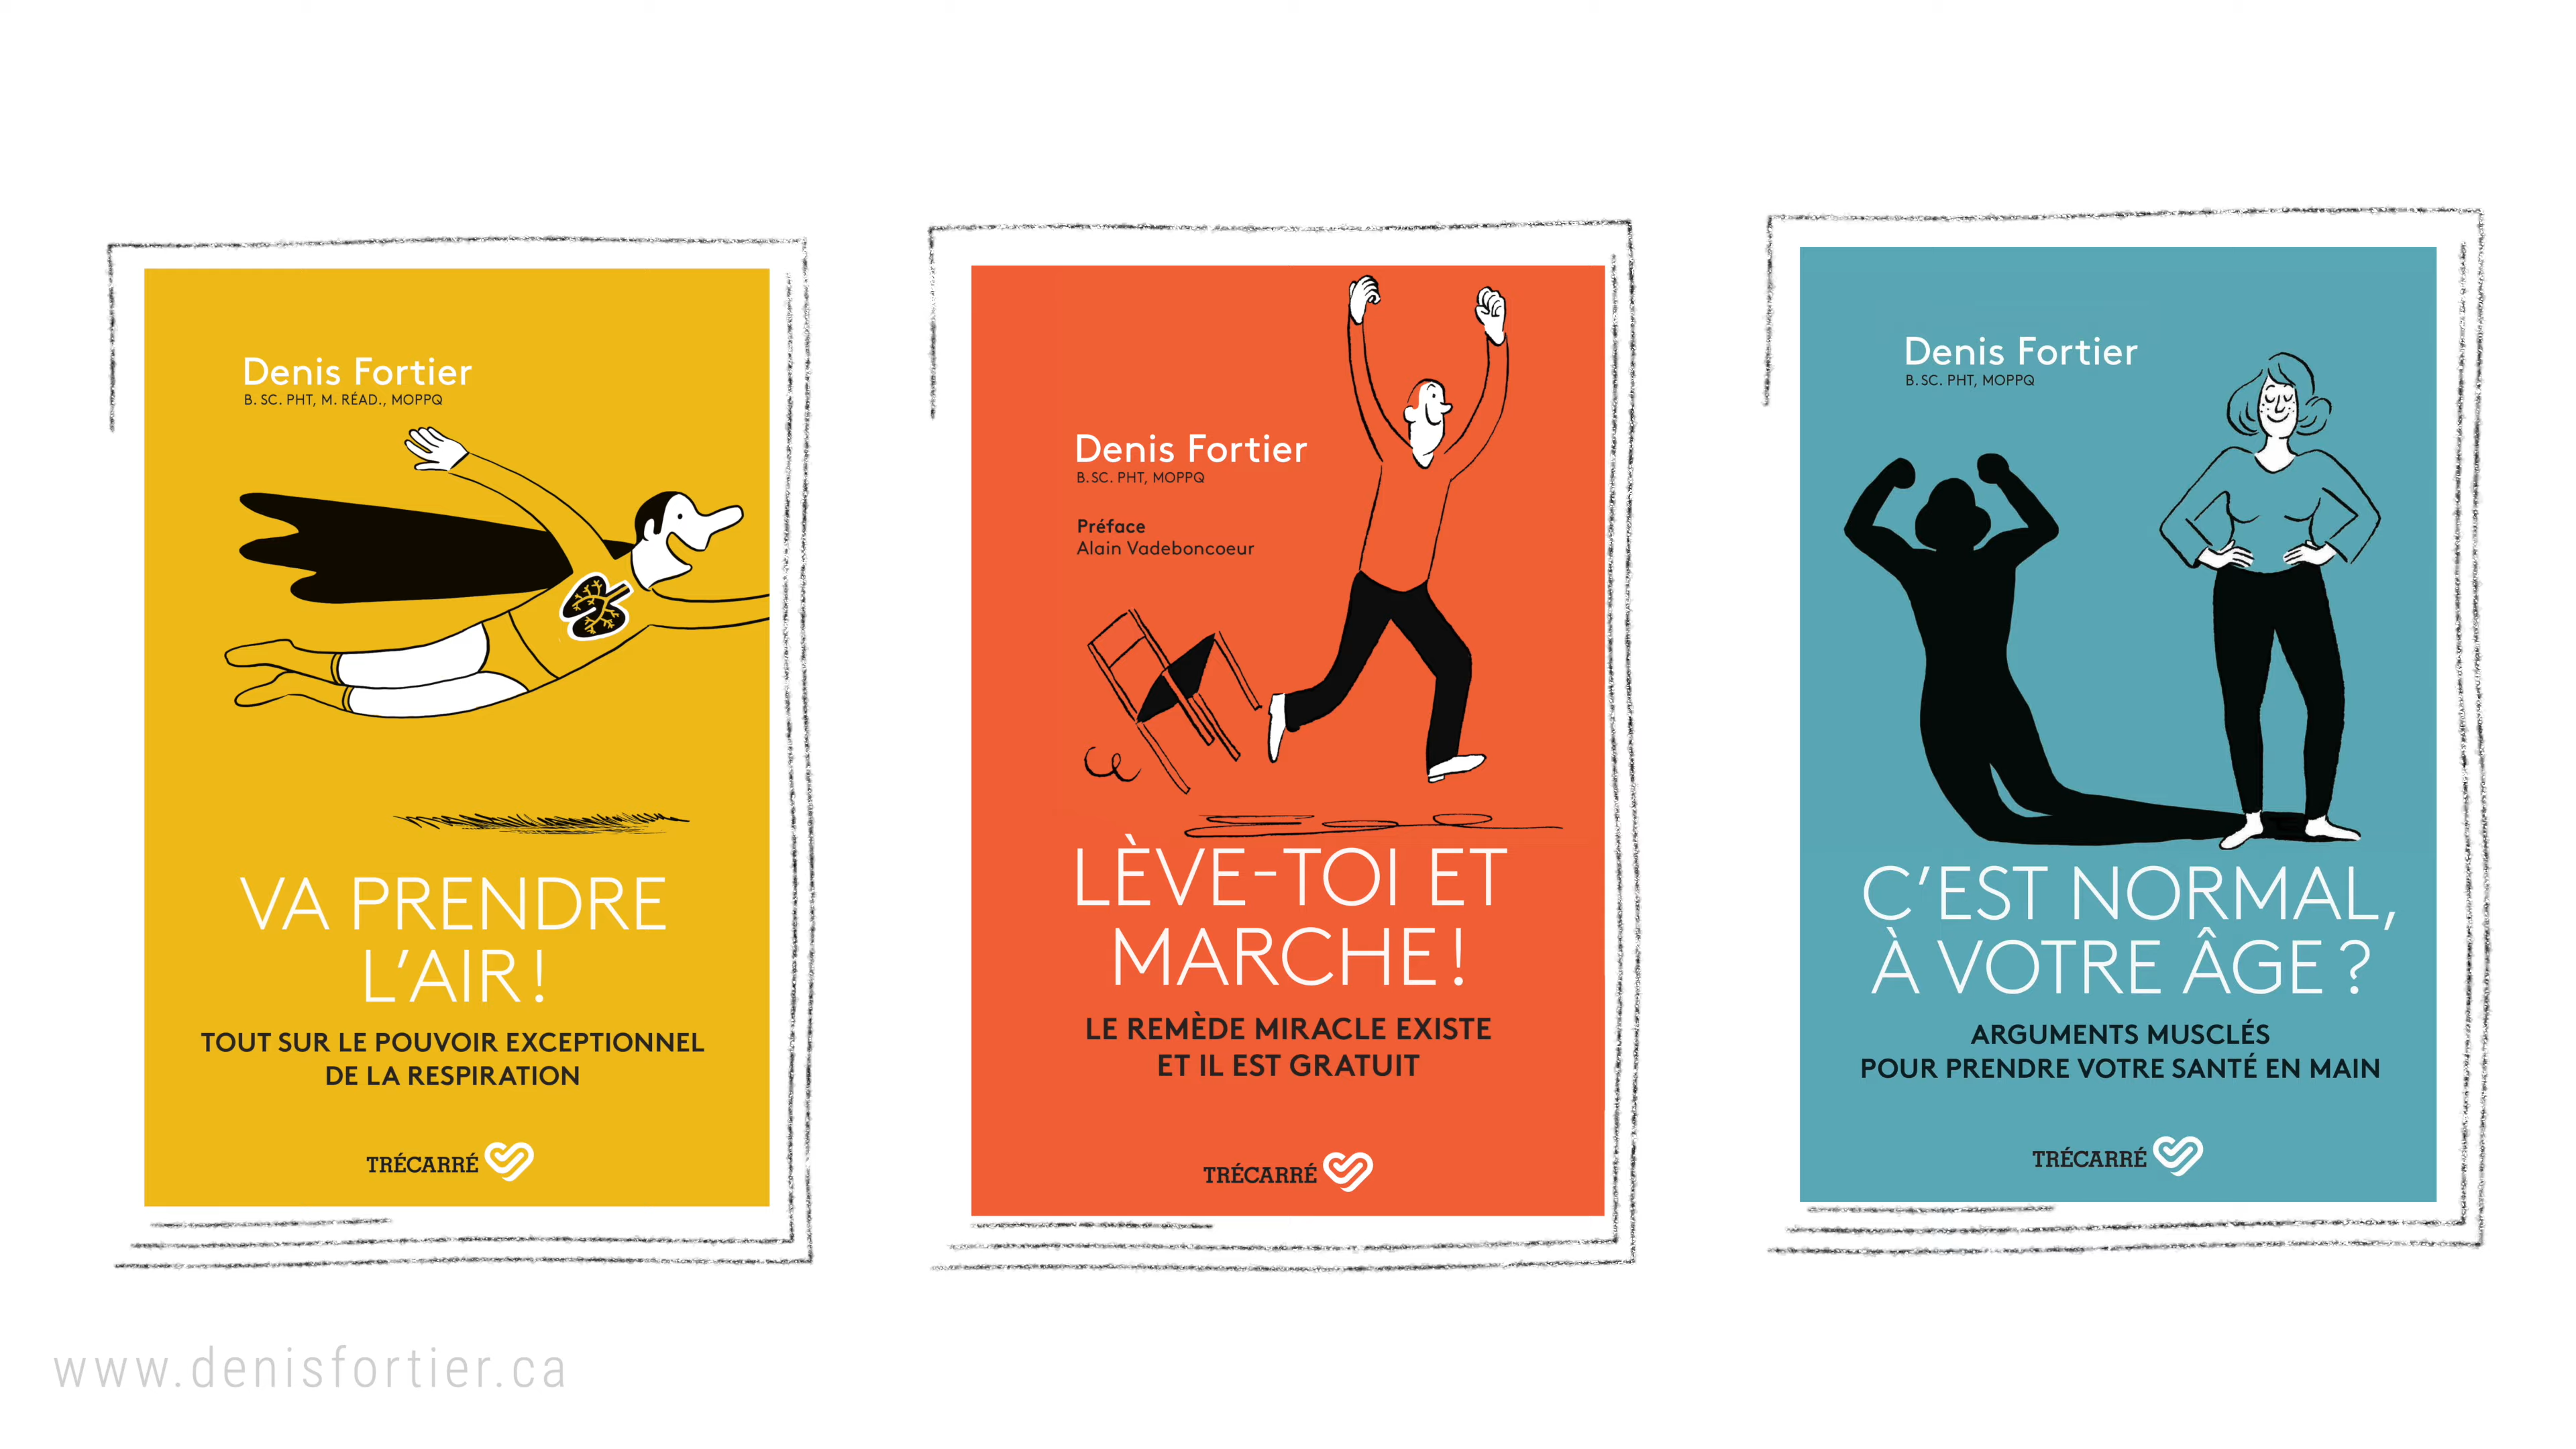 Denis Fortier
B. SC. PHT, M. RÉAD., MOPPQ
VA PRENDRE
L'AIR !
TOUT SUR LE POUVOIR EXCEPTIONNEL
DE LA RESPIRATION
TRÉCARRÉ
Denis Fortier
B. SC. PHT, MOPPQ
Préface
Alain Vadeboncoeur
LÈVE-TOI ET
MARCHE !
LE REMÈDE MIRACLE EXISTE
ET IL EST GRATUIT
TRÉCARRÉ
Denis Fortier
B. SC. PHT, MOPPQ
C'EST NORMAL,
À VOTRE ÂGE ?
ARGUMENTS MUSCLÉS
POUR PRENDRE VOTRE SANTÉ EN MAIN
TRÉCARRÉ
www.denisfortier.ca